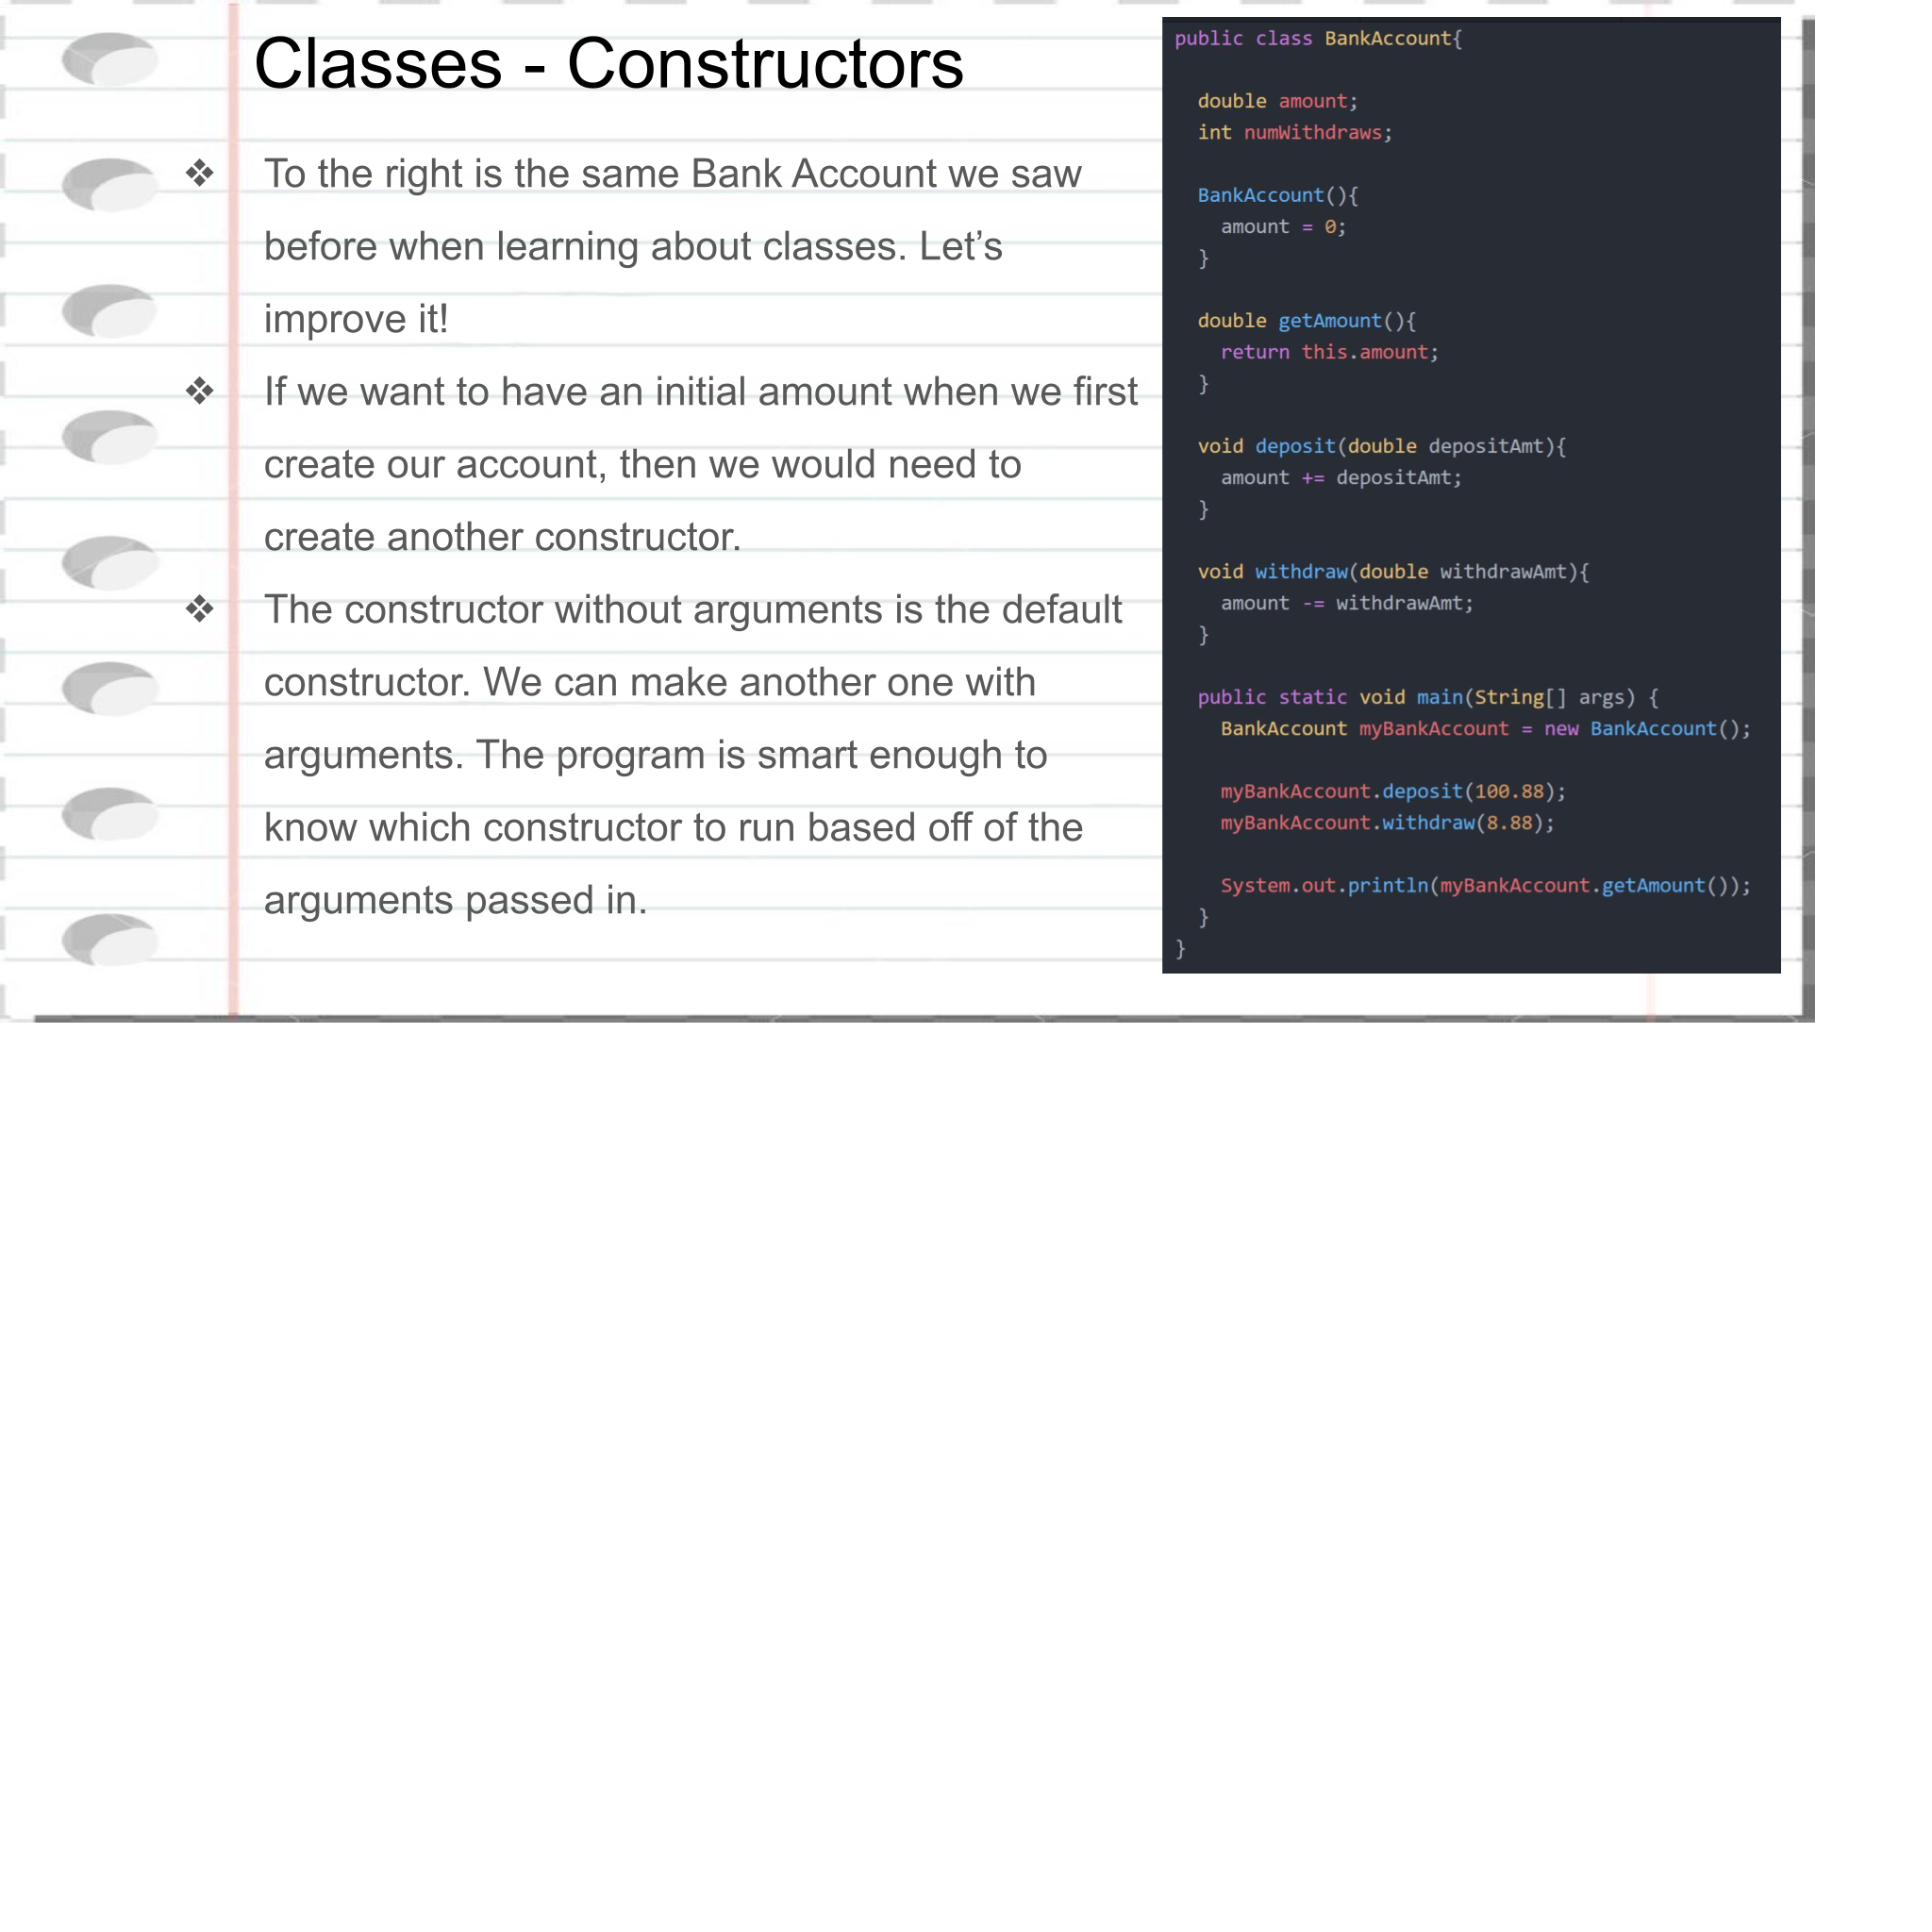 Classes - Constructors
❖ To the right is the same Bank Account we saw
before when learning about classes. Let’s
improve it!
❖ If we want to have an initial amount when we first
create our account, then we would need to
create another constructor.
❖ The constructor without arguments is the default
constructor. We can make another one with
arguments. The program is smart enough to
know which constructor to run based off of the
arguments passed in.
public class BankAccount{
double amount;
int numWithdraws;
BankAccount(){
amount = 0;
}
double getAmount(){
return this.amount;
}
void deposit(double depositAmt){
amount += depositAmt;
}
void withdraw(double withdrawAmt){
amount -= withdrawAmt;
}
public static void main(String[] args) {
BankAccount myBankAccount = new BankAccount();
myBankAccount.deposit(100.88);
myBankAccount.withdraw(8.88);
System.out.println(myBankAccount.getAmount());
}
}